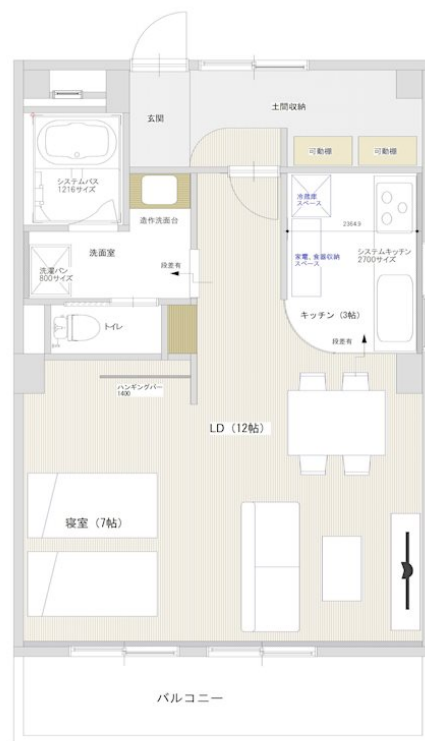 玄関
土間収納
可動棚
可動棚
システムバス
1216サイズ
造作洗面台
冷蔵庫
スペース
23649
家電、食器収納
スペース
システムキッチン
2700サイズ
洗面室
段差有
洗濯パン
800サイズ
キッチン（3帖）
トイレ
段差有
ハンギングバー
1400
LD（12帖）
寝室（7帖）
バルコニー